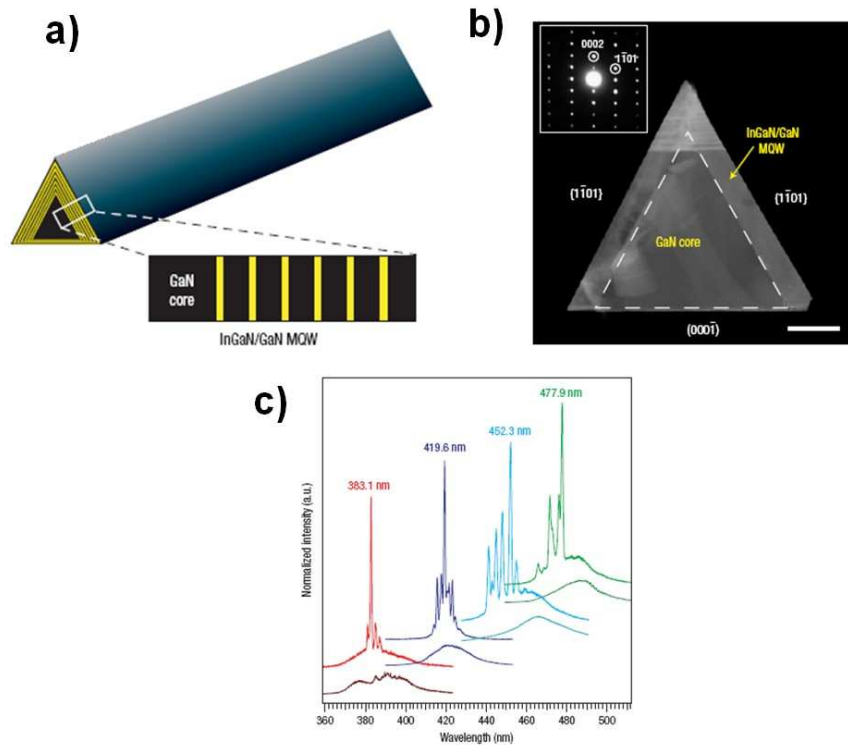 a)
GaN
core
InGaN/GaN MQW
b)
0002
1̄101
InGaN/GaN
MQW
{11̄01}
{11̄01}
GaN core
(0001̄)
c)
477.9 nm
452.3 nm
419.6 nm
383.1 nm
Normalized intensity (a.u.)
360 380 400 420 440 460 480 500
Wavelength (nm)